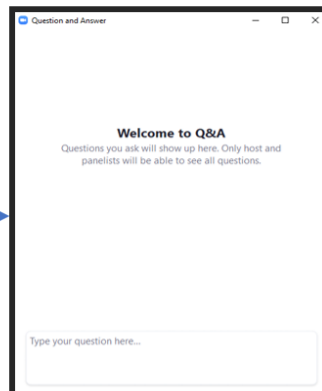 Question and Answer
Welcome to Q&A
Questions you ask will show up here. Only host and
panelists will be able to see all questions.
Type your question here...